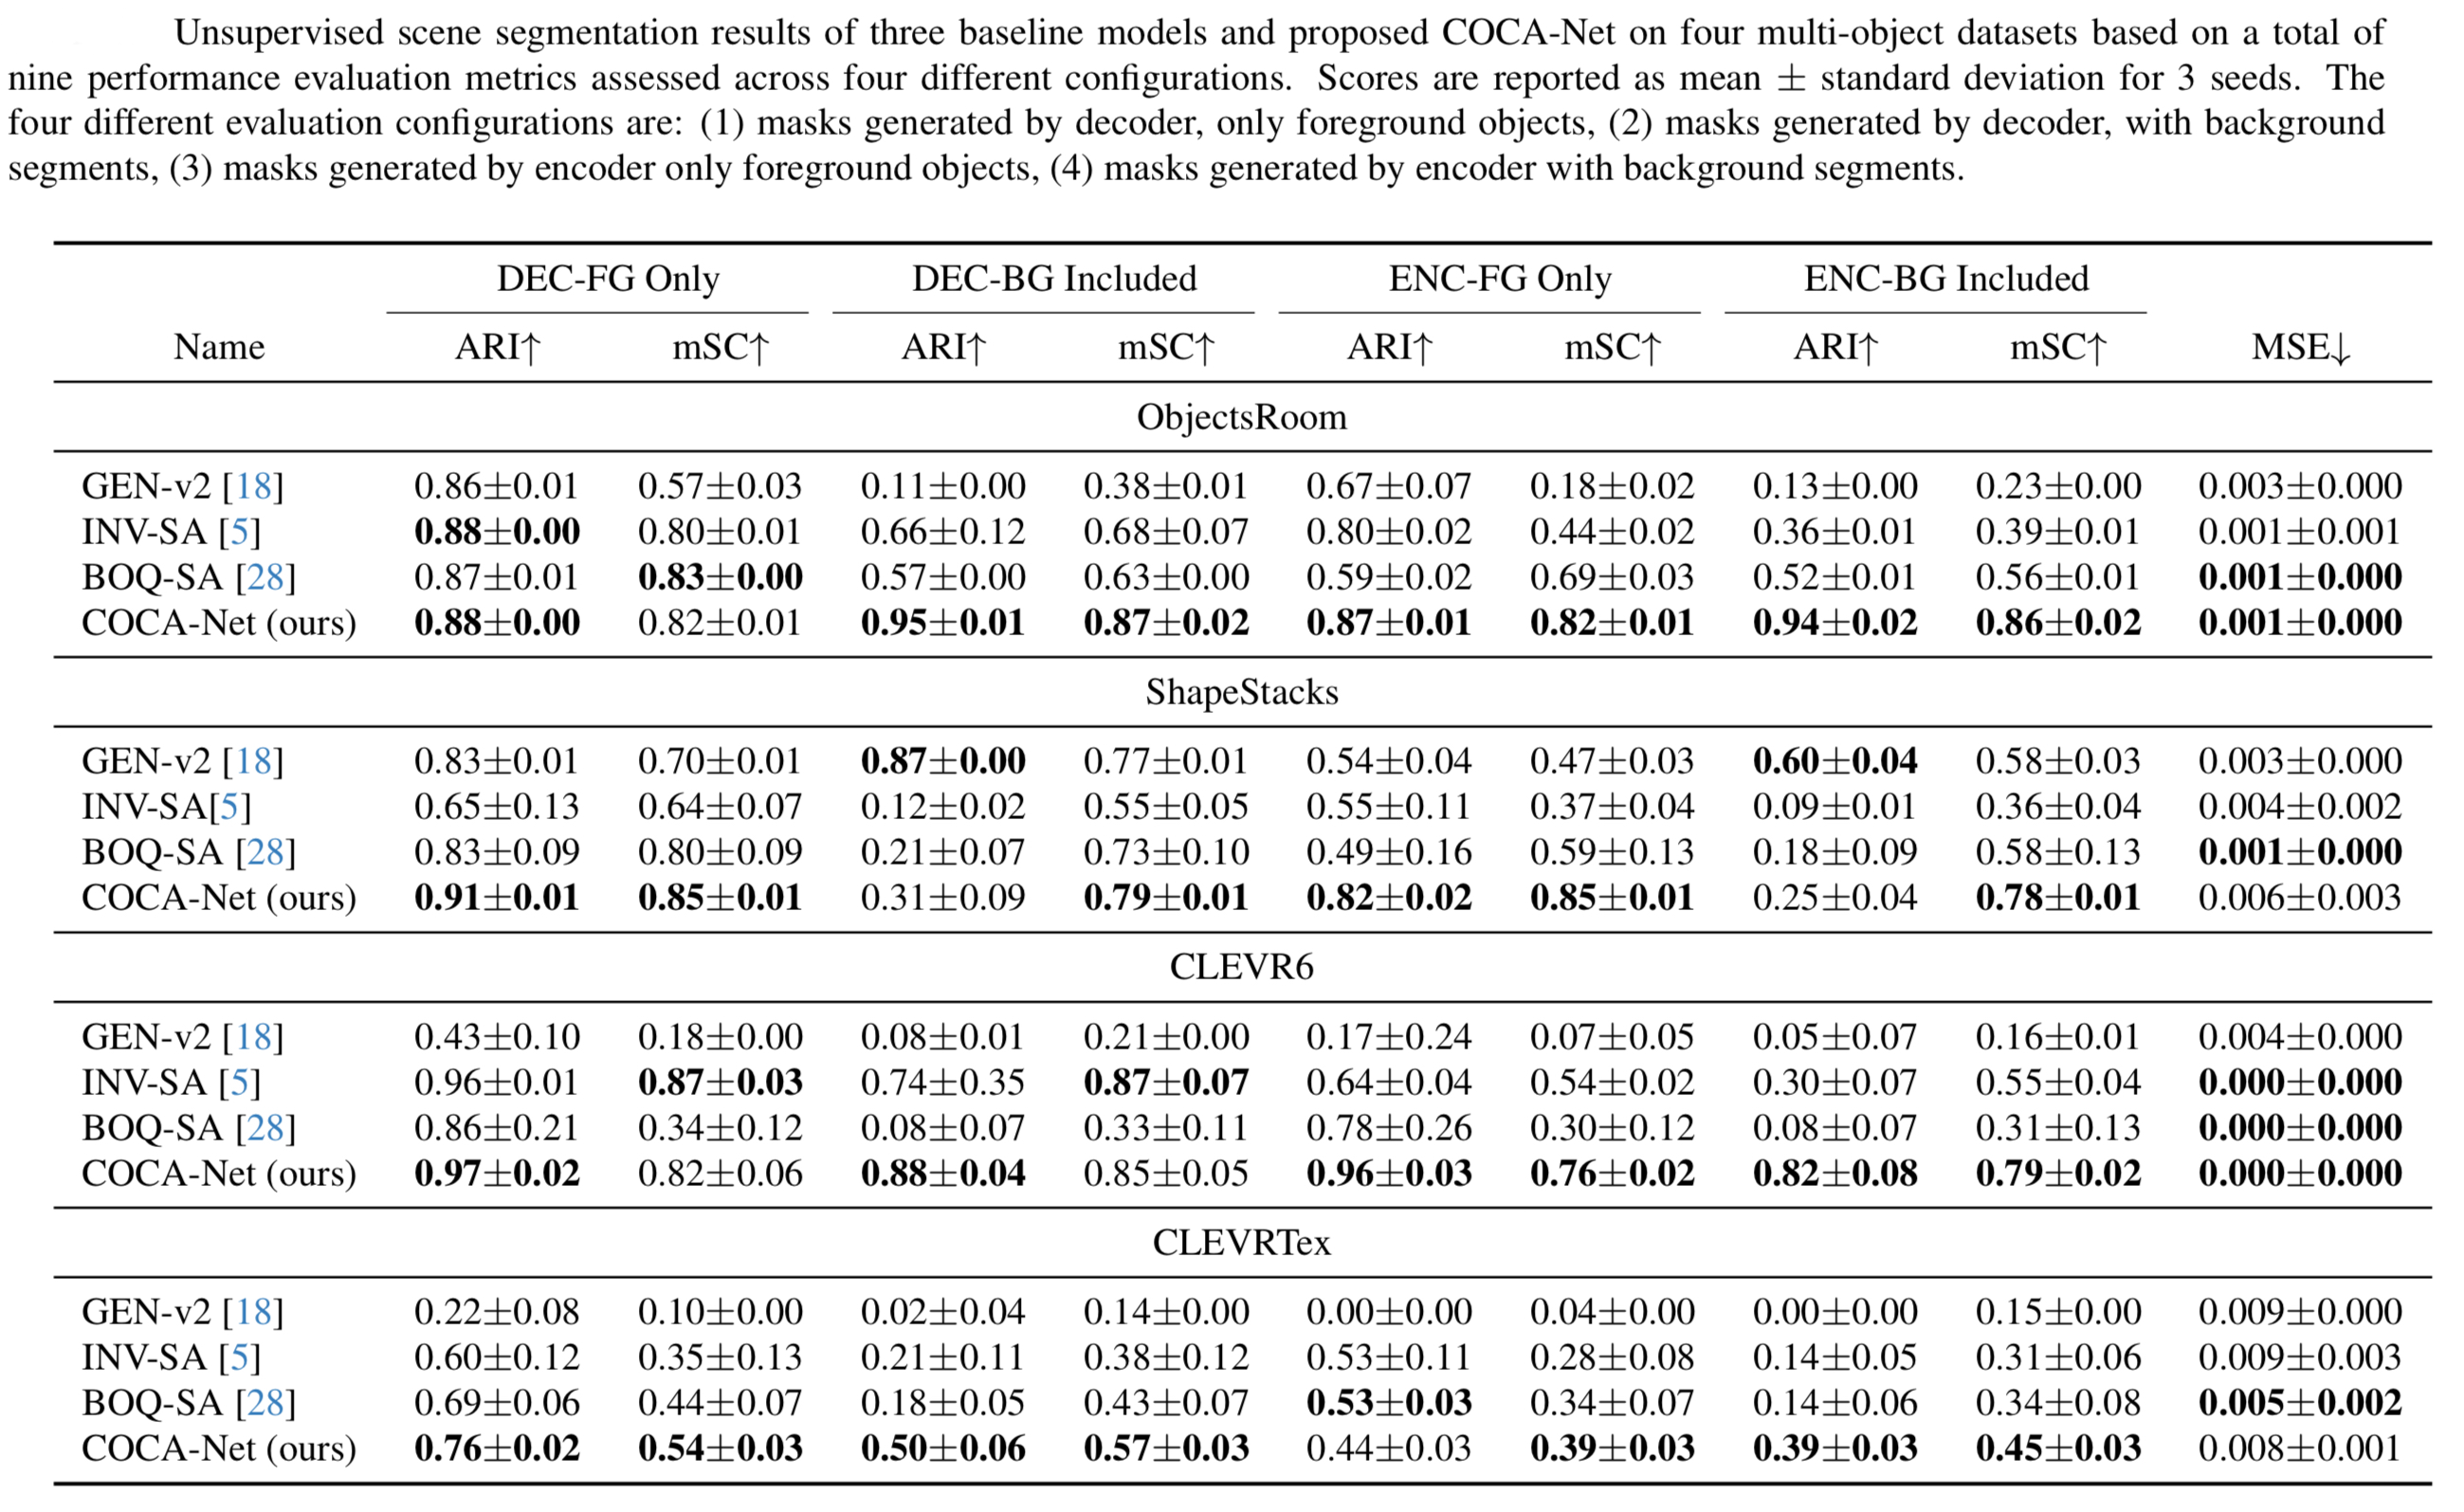 Unsupervised scene segmentation results of three baseline models and proposed COCA-Net on four multi-object datasets based on a total of
nine performance evaluation metrics assessed across four different configurations. Scores are reported as mean ± standard deviation for 3 seeds. The
four different evaluation configurations are: (1) masks generated by decoder, only foreground objects, (2) masks generated by decoder, with background
segments, (3) masks generated by encoder only foreground objects, (4) masks generated by encoder with background segments.
DEC-FG Only DEC-BG Included ENC-FG Only ENC-BG Included
Name ARI↑ mSC↑ ARI↑ mSC↑ ARI↑ mSC↑ ARI↑ mSC↑ MSE↓
ObjectsRoom
GEN-v2 [18] 0.86±0.01 0.57±0.03 0.11±0.00 0.38±0.01 0.67±0.07 0.18±0.02 0.13±0.00 0.23±0.00 0.003±0.000
INV-SA [5] 0.88±0.00 0.80±0.01 0.66±0.12 0.68±0.07 0.80±0.02 0.44±0.02 0.36±0.01 0.39±0.01 0.001±0.001
BOQ-SA [28] 0.87±0.01 0.83±0.00 0.57±0.00 0.63±0.00 0.59±0.02 0.69±0.03 0.52±0.01 0.56±0.01 0.001±0.000
COCA-Net (ours) 0.88±0.00 0.82±0.01 0.95±0.01 0.87±0.02 0.87±0.01 0.82±0.01 0.94±0.02 0.86±0.02 0.001±0.000
ShapeStacks
GEN-v2 [18] 0.83±0.01 0.70±0.01 0.87±0.00 0.77±0.01 0.54±0.04 0.47±0.03 0.60±0.04 0.58±0.03 0.003±0.000
INV-SA[5] 0.65±0.13 0.64±0.07 0.12±0.02 0.55±0.05 0.55±0.11 0.37±0.04 0.09±0.01 0.36±0.04 0.004±0.002
BOQ-SA [28] 0.83±0.09 0.80±0.09 0.21±0.07 0.73±0.10 0.49±0.16 0.59±0.13 0.18±0.09 0.58±0.13 0.001±0.000
COCA-Net (ours) 0.91±0.01 0.85±0.01 0.31±0.09 0.79±0.01 0.82±0.02 0.85±0.01 0.25±0.04 0.78±0.01 0.006±0.003
CLEVR6
GEN-v2 [18] 0.43±0.10 0.18±0.00 0.08±0.01 0.21±0.00 0.17±0.24 0.07±0.05 0.05±0.07 0.16±0.01 0.004±0.000
INV-SA [5] 0.96±0.01 0.87±0.03 0.74±0.35 0.87±0.07 0.64±0.04 0.54±0.02 0.30±0.07 0.55±0.04 0.000±0.000
BOQ-SA [28] 0.86±0.21 0.34±0.12 0.08±0.07 0.33±0.11 0.78±0.26 0.30±0.12 0.08±0.07 0.31±0.13 0.000±0.000
COCA-Net (ours) 0.97±0.02 0.82±0.06 0.88±0.04 0.85±0.05 0.96±0.03 0.76±0.02 0.82±0.08 0.79±0.02 0.000±0.000
CLEVRTex
GEN-v2 [18] 0.22±0.08 0.10±0.00 0.02±0.04 0.14±0.00 0.00±0.00 0.04±0.00 0.00±0.00 0.15±0.00 0.009±0.000
INV-SA [5] 0.60±0.12 0.35±0.13 0.21±0.11 0.38±0.12 0.53±0.11 0.28±0.08 0.14±0.05 0.31±0.06 0.009±0.003
BOQ-SA [28] 0.69±0.06 0.44±0.07 0.18±0.05 0.43±0.07 0.53±0.03 0.34±0.07 0.14±0.06 0.34±0.08 0.005±0.002
COCA-Net (ours) 0.76±0.02 0.54±0.03 0.50±0.06 0.57±0.03 0.44±0.03 0.39±0.03 0.39±0.03 0.45±0.03 0.008±0.001